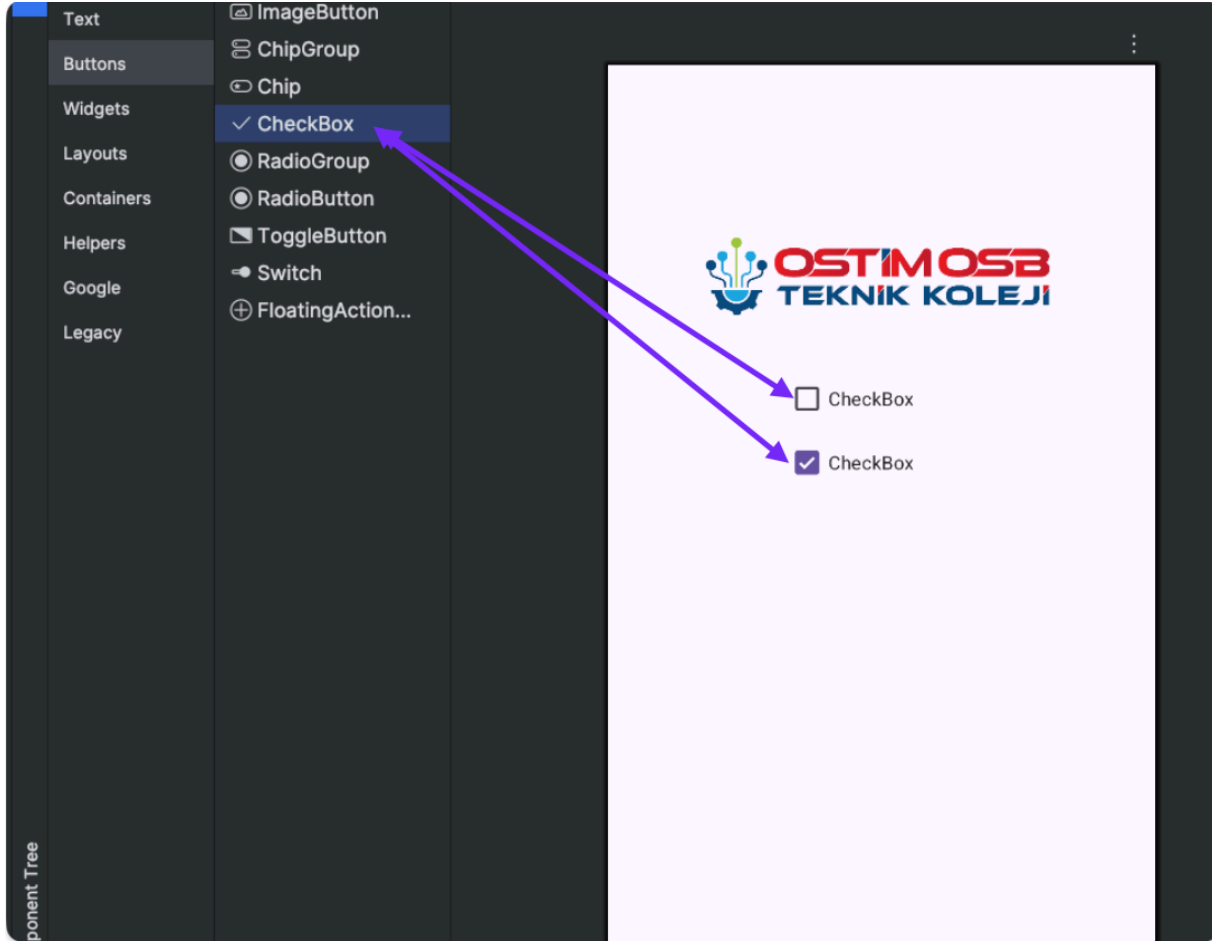 Text
Buttons
Widgets
Layouts
Containers
Helpers
Google
Legacy
ImageButton
ChipGroup
Chip
CheckBox
RadioGroup
RadioButton
ToggleButton
Switch
FloatingAction...
OSTİM OSB
TEKNİK KOLEJİ
CheckBox
CheckBox
ponent Tree